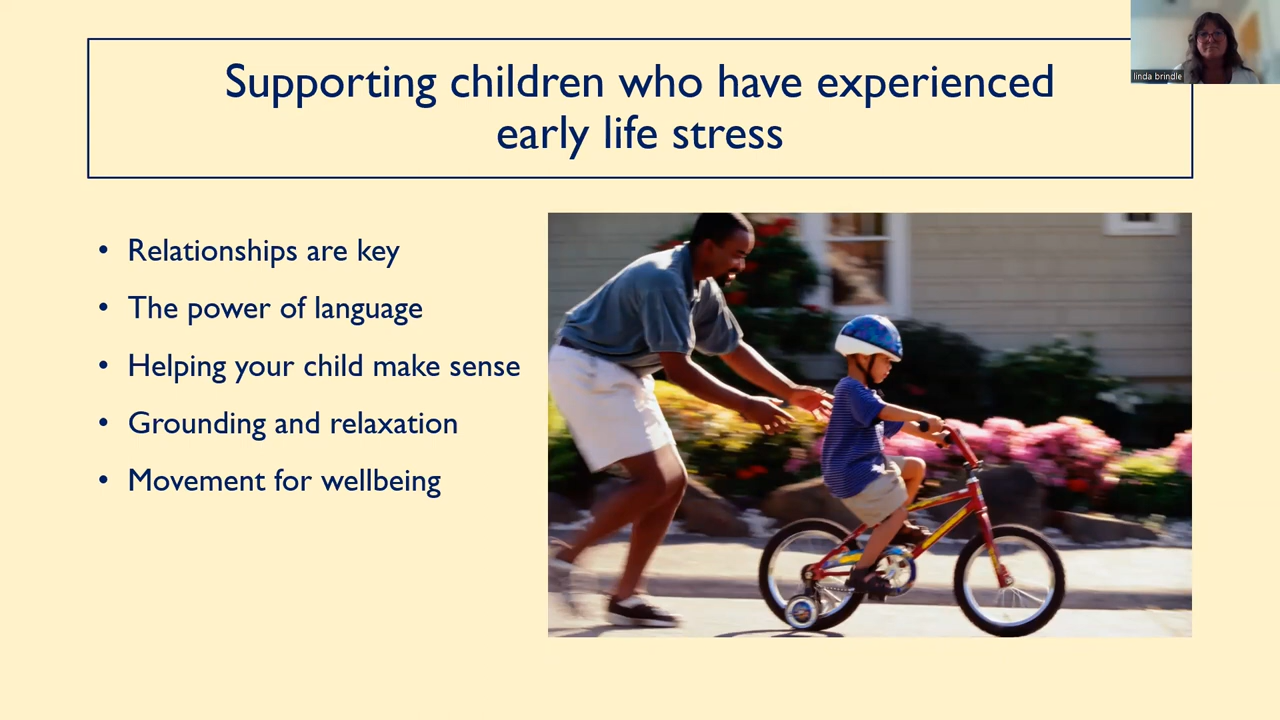 Supporting children who have experienced
early life stress
linda brindle
• Relationships are key
• The power of language
• Helping your child make sense
• Grounding and relaxation
• Movement for wellbeing